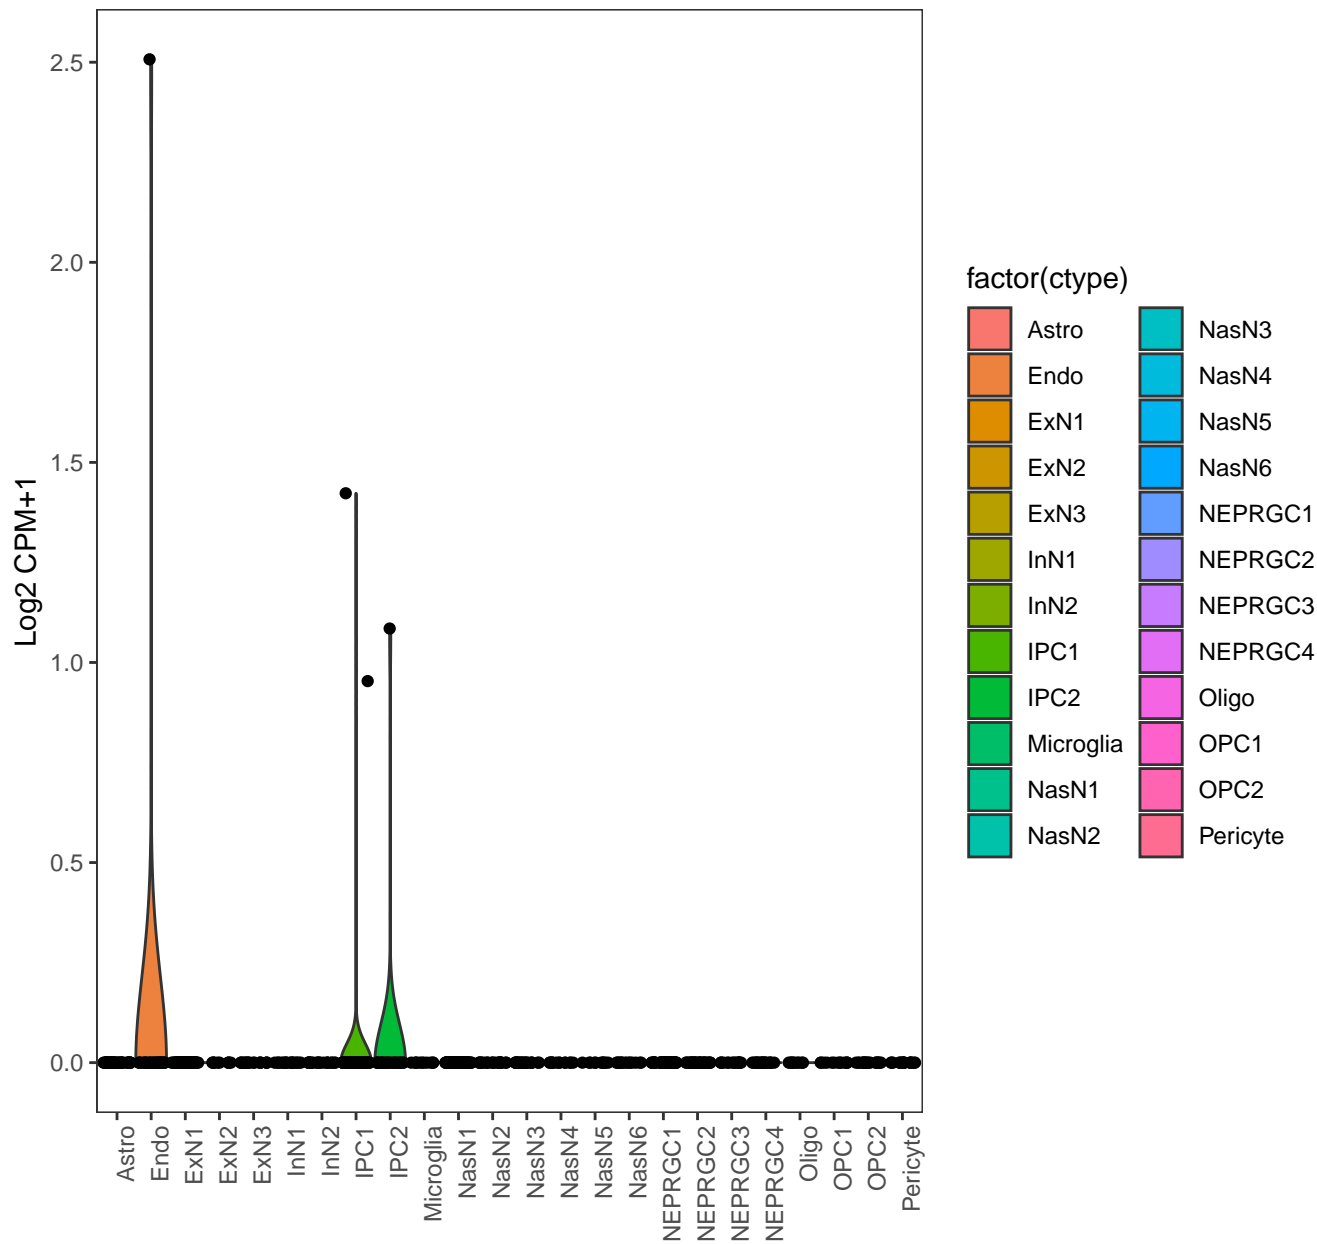 2.5
2.0
1.5
1.0
0.5
0.0
Log2 CPM+1
Astro
Endo
ExN1
ExN2
ExN3
InN1
InN2
IPC1
IPC2
Microglia
NasN1
NasN2
NasN3
NasN4
NasN5
NasN6
NEPRGC1
NEPRGC2
NEPRGC3
NEPRGC4
Oligo
OPC1
OPC2
Pericyte
factor(ctype)
Astro
Endo
ExN1
ExN2
ExN3
InN1
InN2
IPC1
IPC2
Microglia
NasN1
NasN2
NasN3
NasN4
NasN5
NasN6
NEPRGC1
NEPRGC2
NEPRGC3
NEPRGC4
Oligo
OPC1
OPC2
Pericyte